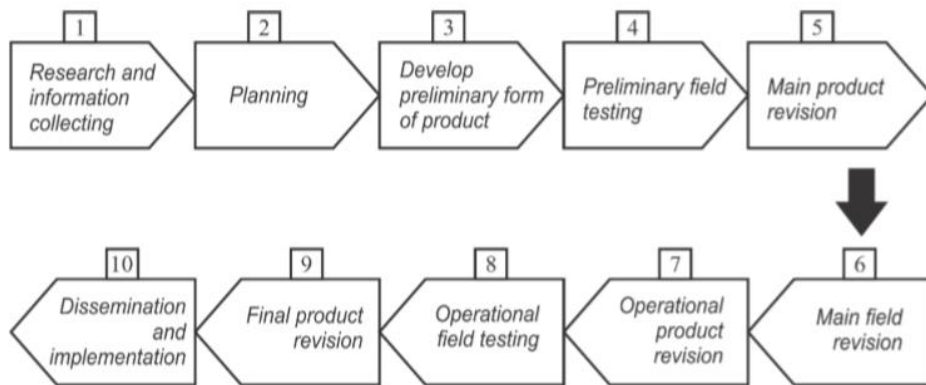 1
Research and
information
collecting
2
Planning
3
Develop
preliminary form
of product
4
Preliminary field
testing
5
Main product
revision
6
Main field
revision
7
Operational
product
revision
8
Operational
field testing
9
Final product
revision
10
Dissemination
and
implementation